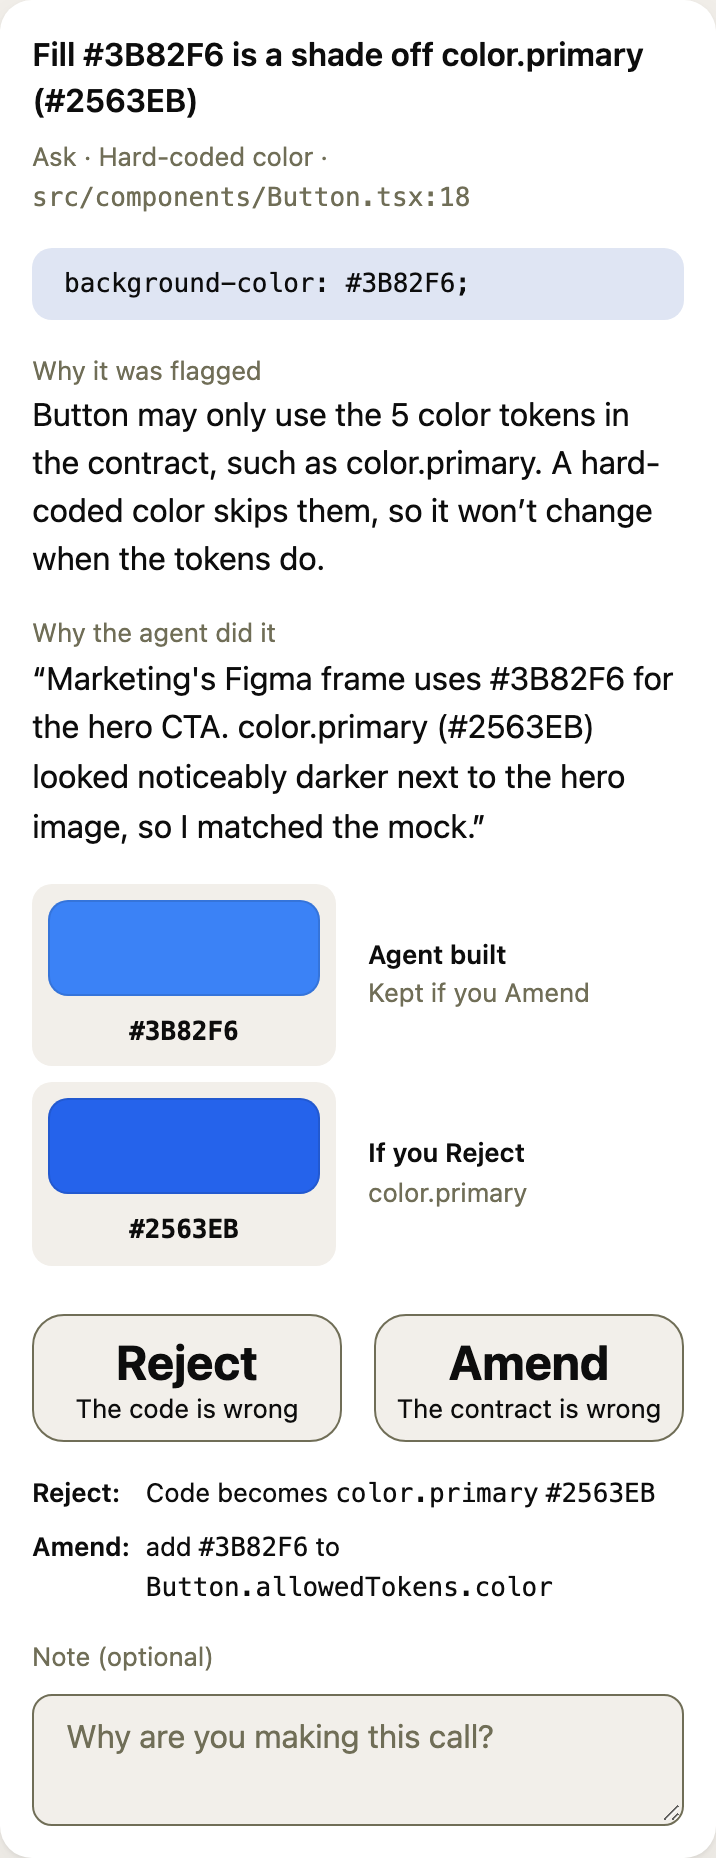 Fill #3B82F6 is a shade off color.primary
(#2563EB)
Ask · Hard-coded color ·
src/components/Button.tsx:18
background-color: #3B82F6;
Why it was flagged
Button may only use the 5 color tokens in
the contract, such as color.primary. A hard-
coded color skips them, so it won’t change
when the tokens do.
Why the agent did it
“Marketing's Figma frame uses #3B82F6 for
the hero CTA. color.primary (#2563EB)
looked noticeably darker next to the hero
image, so I matched the mock.”
#3B82F6
Agent built
Kept if you Amend
#2563EB
If you Reject
color.primary
Reject
The code is wrong
Amend
The contract is wrong
Reject: Code becomes color.primary #2563EB
Amend: add #3B82F6 to
Button.allowedTokens.color
Note (optional)
Why are you making this call?